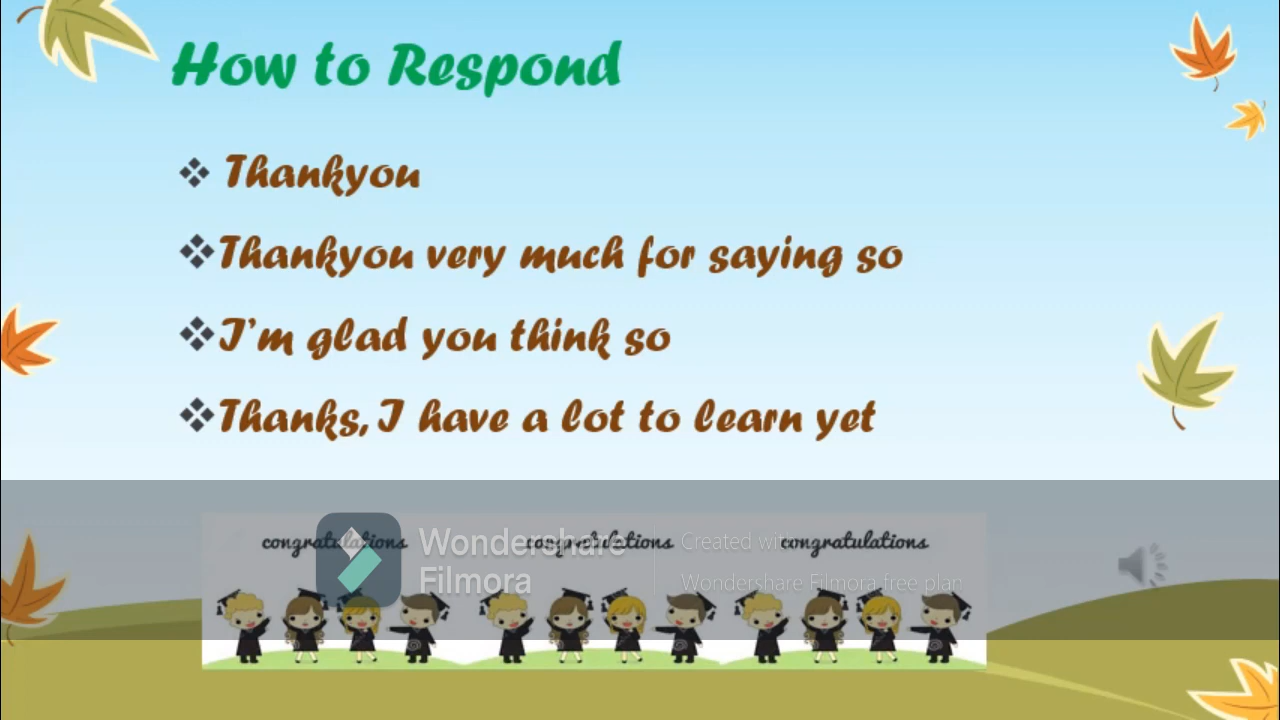 How to Respond
Thankyou
Thankyou very much for saying so
I'm glad you think so
Thanks, I have a lot to learn yet
congratulations congratulations congratulations
Wondershare
Filmora
Created with
Wondershare Filmora free plan